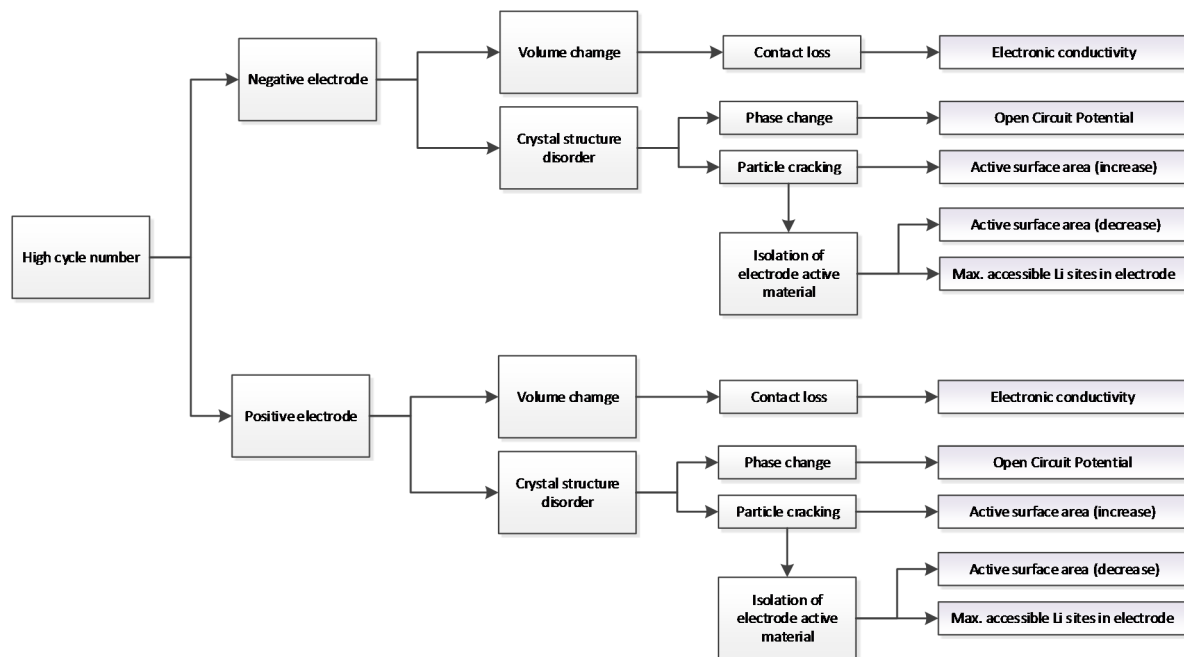 Volume chamge
Contact loss
Electronic conductivity
Negative electrode
Phase change
Open Circuit Potential
Crystal structure
disorder
Particle cracking
Active surface area (increase)
Active surface area (decrease)
High cycle number
Isolation of
electrode active
material
Max. accessible Li sites in electrode
Volume chamge
Contact loss
Electronic conductivity
Positive electrode
Phase change
Open Circuit Potential
Crystal structure
disorder
Particle cracking
Active surface area (increase)
Active surface area (decrease)
Isolation of
electrode active
material
Max. accessible Li sites in electrode